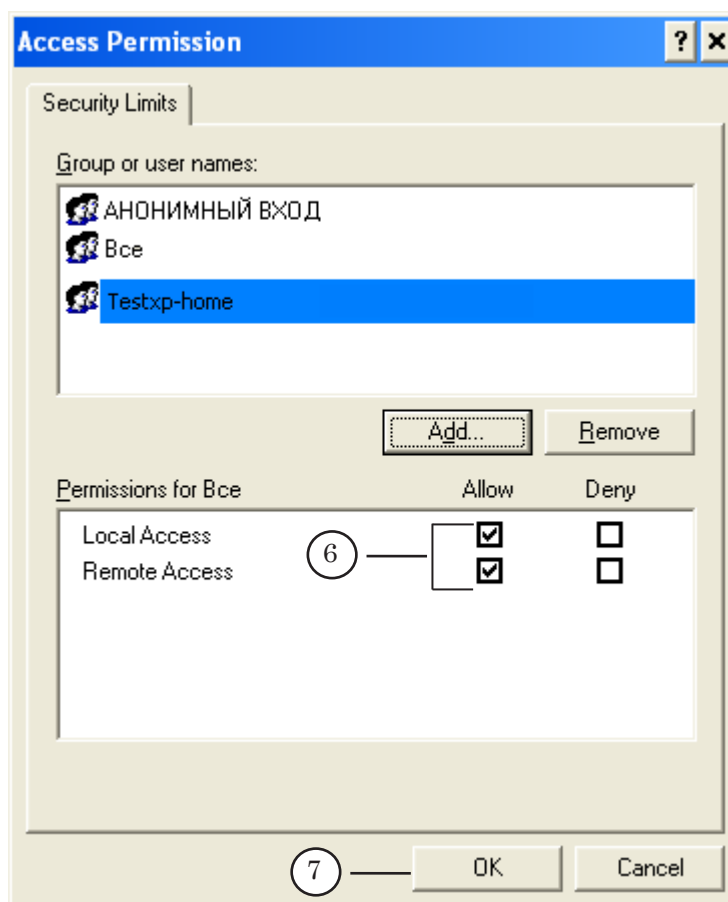 Access Permission
Security Limits
Group or user names:
АНОНИМНЫЙ ВХОД
Все
Testxp-home
Add... Remove
Permissions for Все Allow Deny
Local Access
6
Remote Access
7 OK Cancel